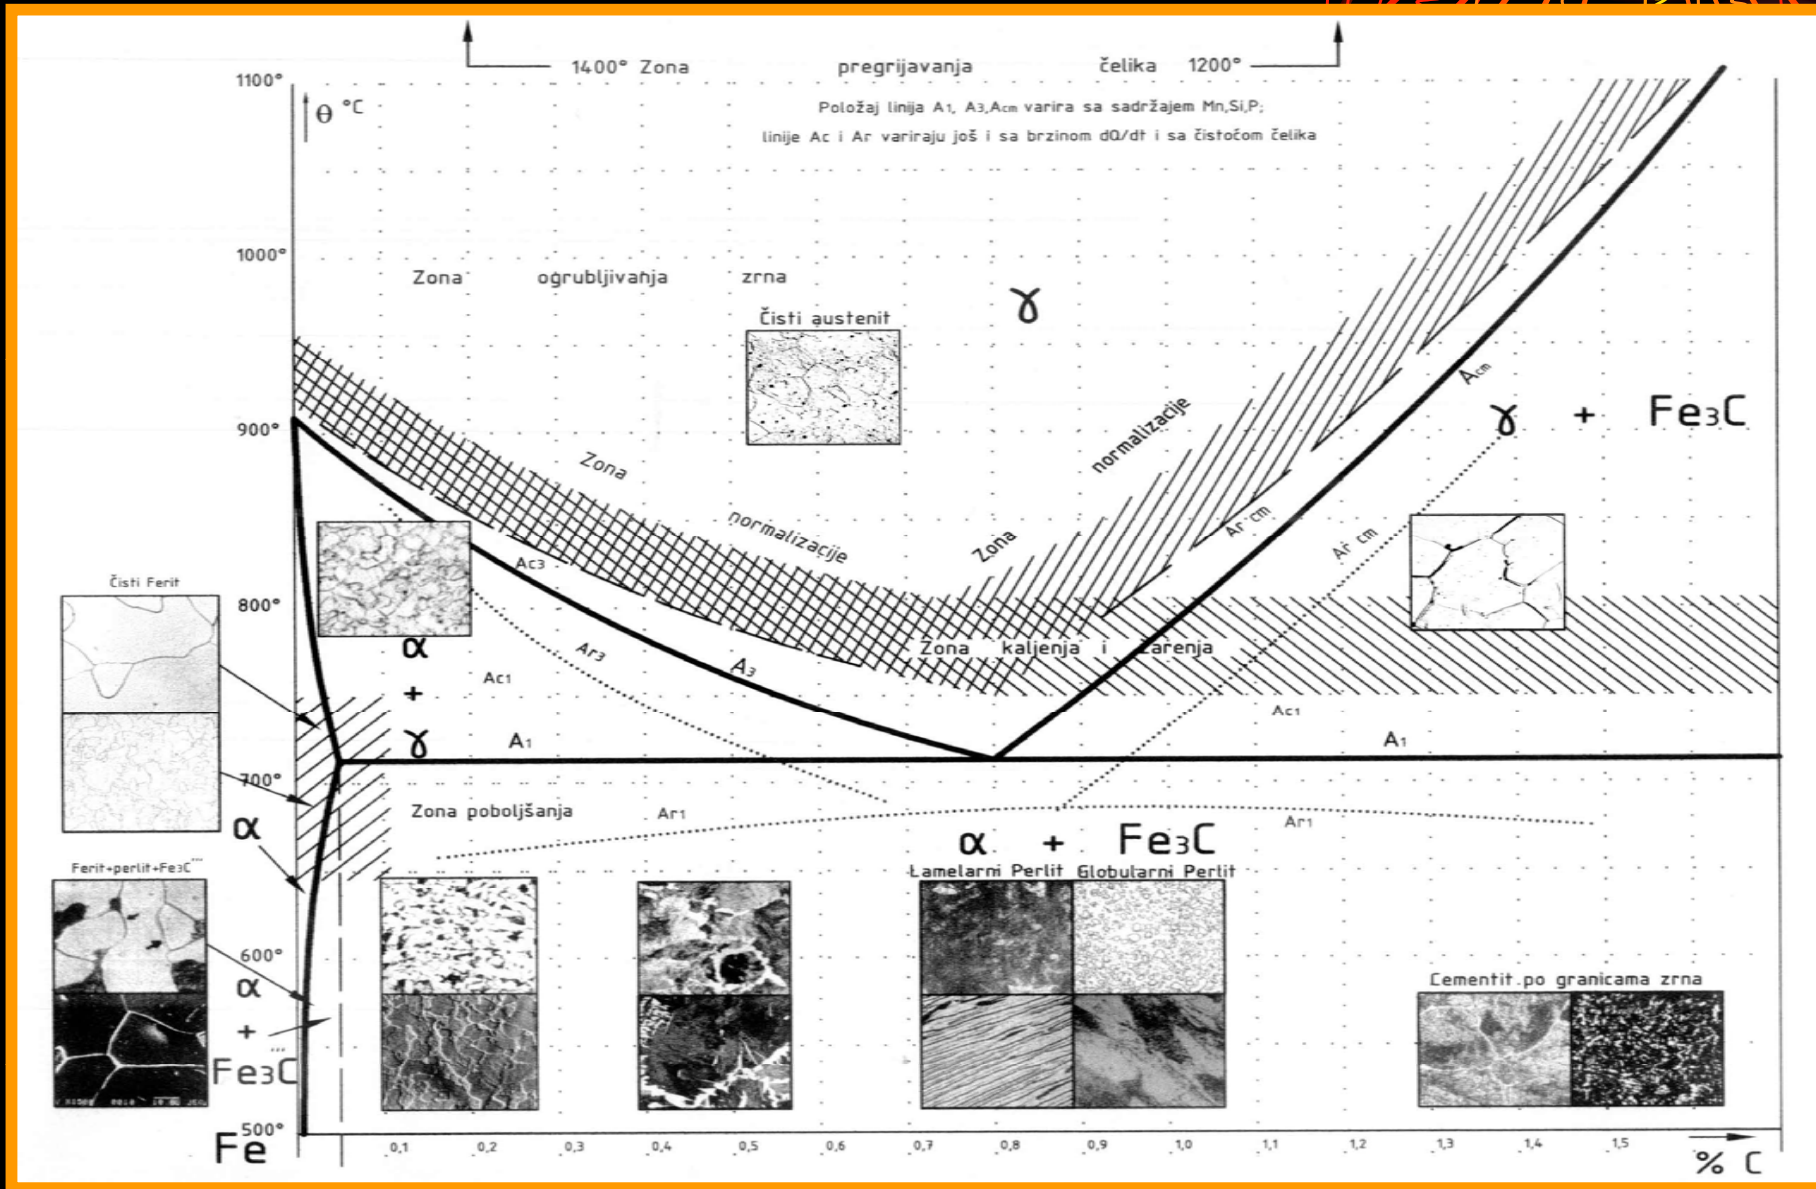 1400° Zona pregrijavanja čelika 1200°
1100°
θ °C
Položaj linija A1, A3,Acm varira sa sadržajem Mn,Si,P;
linije Ac i Ar variraju još i sa brzinom dQ/dt i sa čistoćom čelika
1000°
Zona ogrubljivanja zrna
γ
Čisti austenit
Acm
900°
Zona normalizacije
Zona normalizacije
γ + Fe3C
Ar cm
Ar cm
Ac3
Čisti Ferit
800°
α
+
γ
Ar3
A3
Zona kaljenja i žarenja
Ac1
Ac1
A1
A1
700°
Zona poboljšanja
Ar1
Ar1
α
α + Fe3C
Ferit+perlit+Fe3C'''
Lamelarni Perlit
Globularni Perlit
600°
α
+
Fe3C'''
Cementit po granicama zrna
500°
Fe
0,1 0,2 0,3 0,4 0,5 0,6 0,7 0,8 0,9 1,0 1,1 1,2 1,3 1,4 1,5
% C